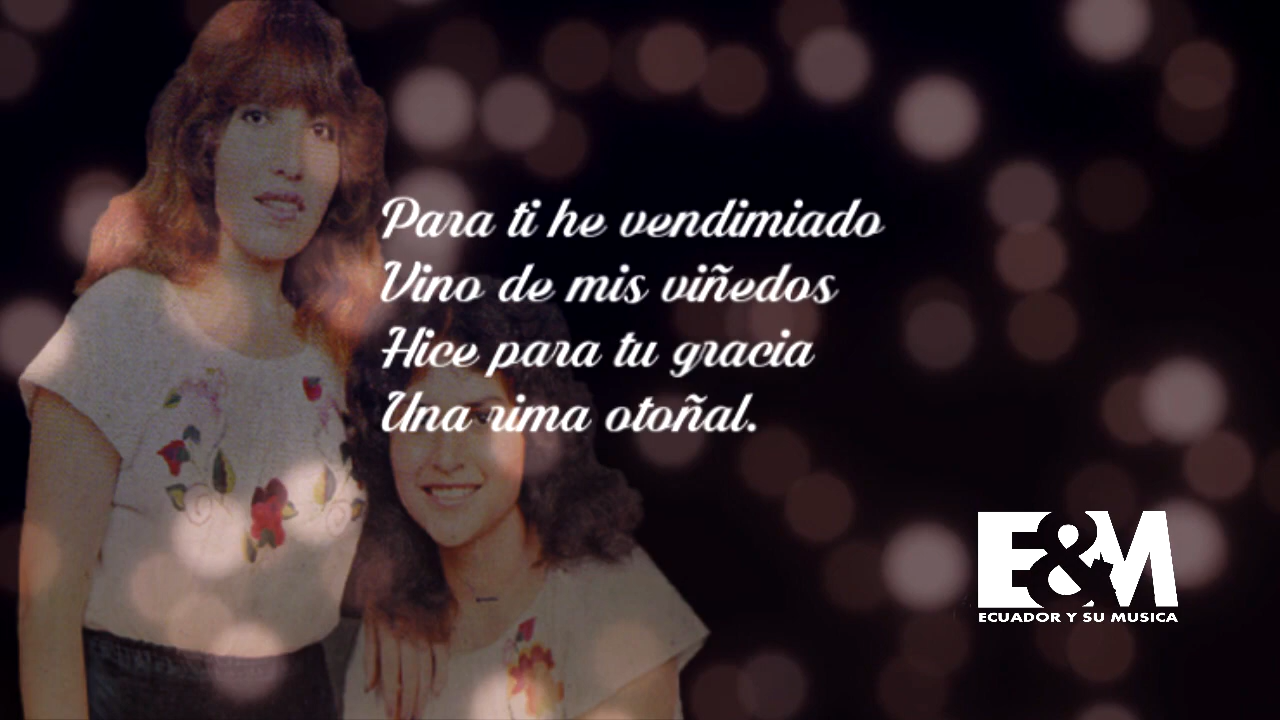 Para ti he vendimiado
Vino de mis viñedos
Hice para tu gracia
Una rima otoñal.
E&M
ECUADOR Y SU MUSICA